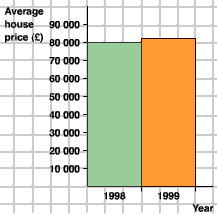 Average
house
price (£)
90 000
80 000
70 000
60 000
50 000
40 000
30 000
20 000
10 000
1998 1999
Year